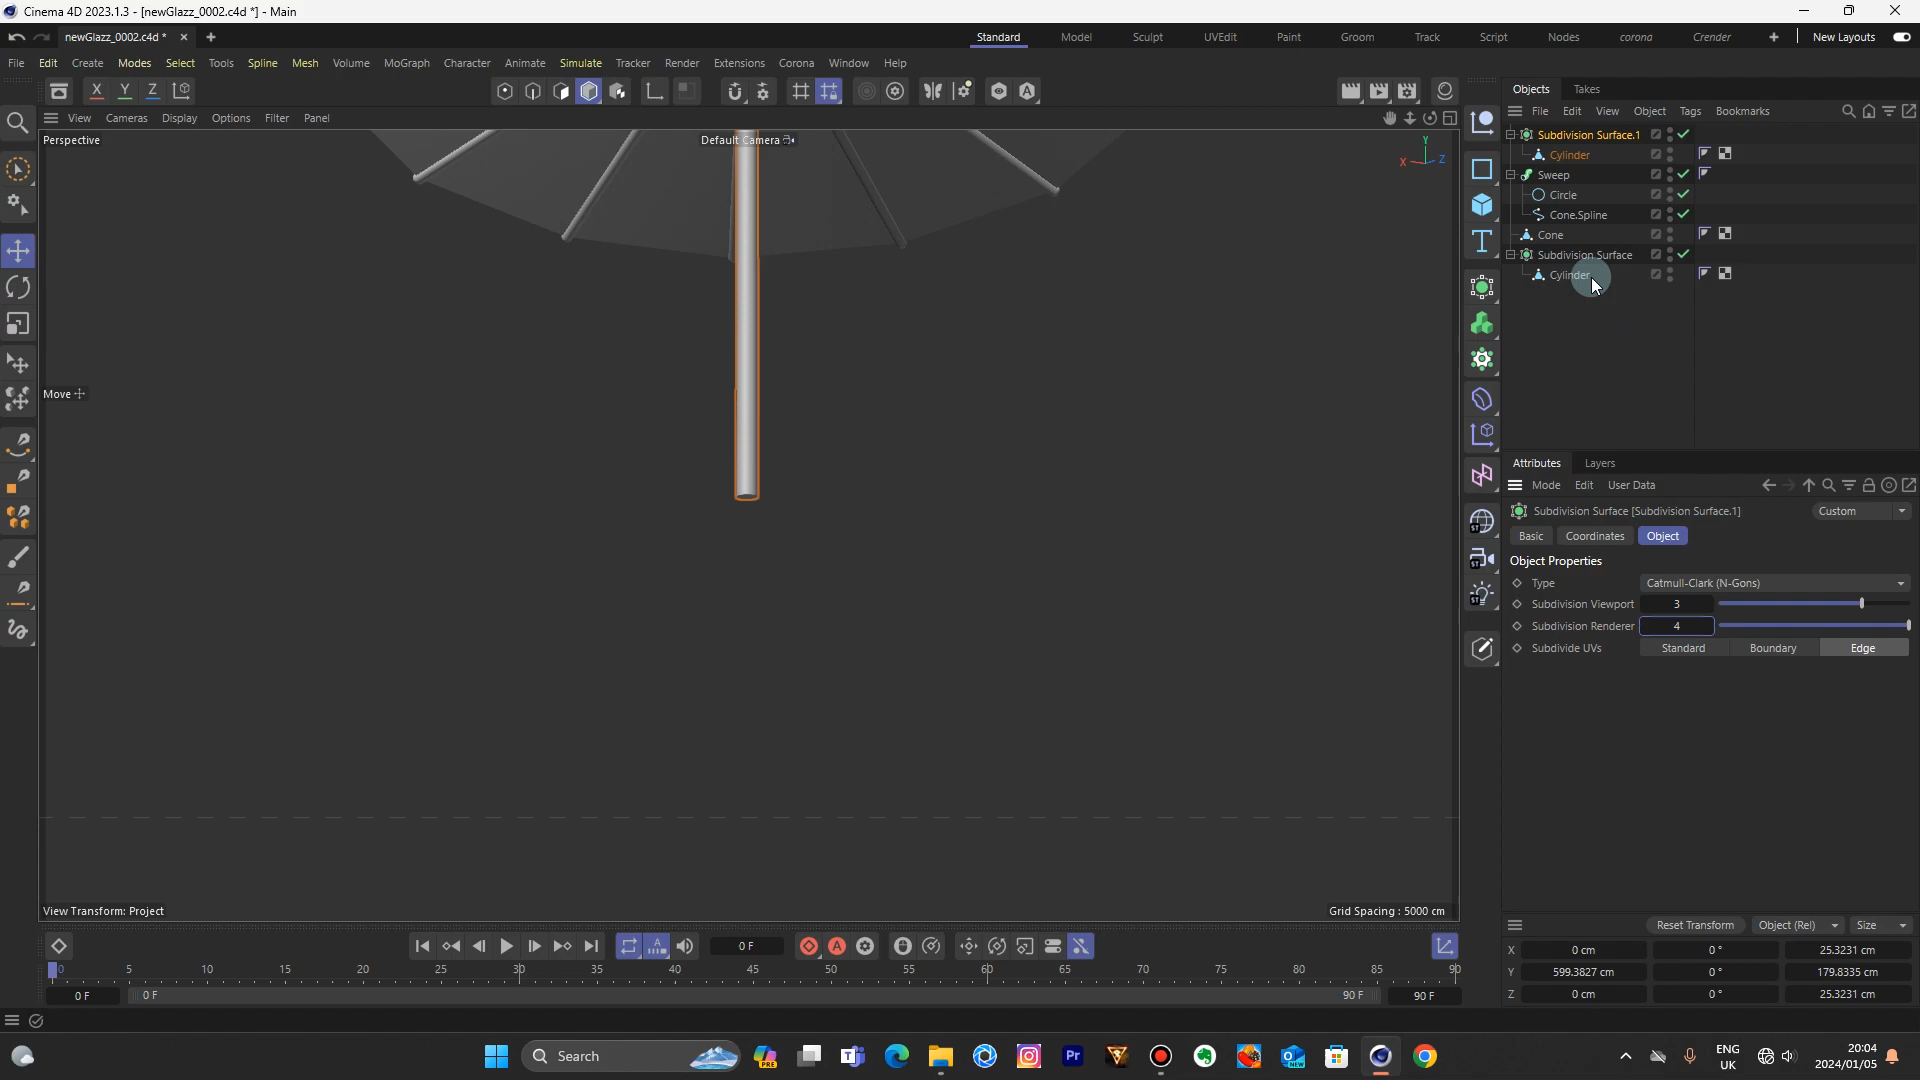 Cinema 4D 2023.1.3 - [newGlazz_0002.c4d *] - Main
newGlazz_0002.c4d *
Standard Model Sculpt UVEdit Paint Groom Track Script Nodes corona Crender New Layouts
File Edit Create Modes Select Tools Spline Mesh Volume MoGraph Character Animate Simulate Tracker Render Extensions Corona Window Help
X Y Z
Objects Takes
File Edit View Object Tags Bookmarks
View Cameras Display Options Filter Panel
Perspective
Default Camera
Y
X Z
Subdivision Surface.1
Cylinder
Sweep
Circle
Cone.Spline
Cone
Subdivision Surface
Cylinder
Move
Attributes Layers
Mode Edit User Data
Subdivision Surface [Subdivision Surface.1]
Custom
Basic Coordinates Object
Object Properties
Type Catmull-Clark (N-Gons)
Subdivision Viewport 3
Subdivision Renderer 4
Subdivide UVs Standard Boundary Edge
View Transform: Project
Grid Spacing : 5000 cm
Reset Transform Object (Rel) Size
X 0 cm 0 ° 25.3231 cm
Y 599.3827 cm 0 ° 179.8335 cm
Z 0 cm 0 ° 25.3231 cm
0 F
0 5 10 15 20 25 30 35 40 45 50 55 60 65 70 75 80 85 90
0 F 0 F 90 F 90 F
Search
PRE
Pr
NEW
ENG
UK
20:04
2024/01/05